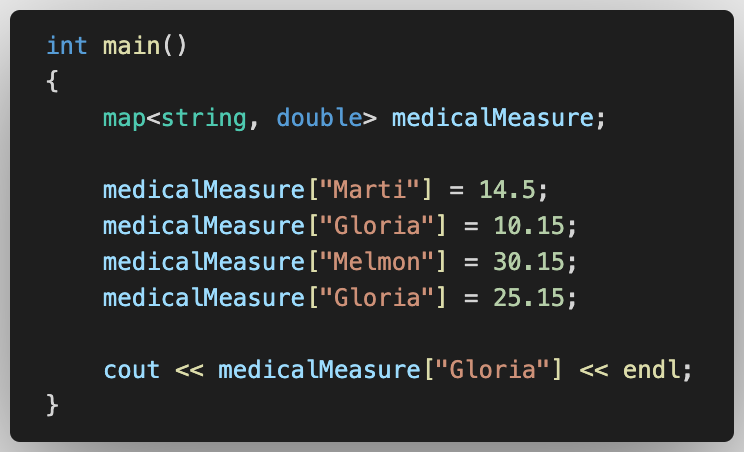 int main()
{
    map<string, double> medicalMeasure;
    medicalMeasure["Marti"] = 14.5;
    medicalMeasure["Gloria"] = 10.15;
    medicalMeasure["Melmon"] = 30.15;
    medicalMeasure["Gloria"] = 25.15;
    cout << medicalMeasure["Gloria"] << endl;
}